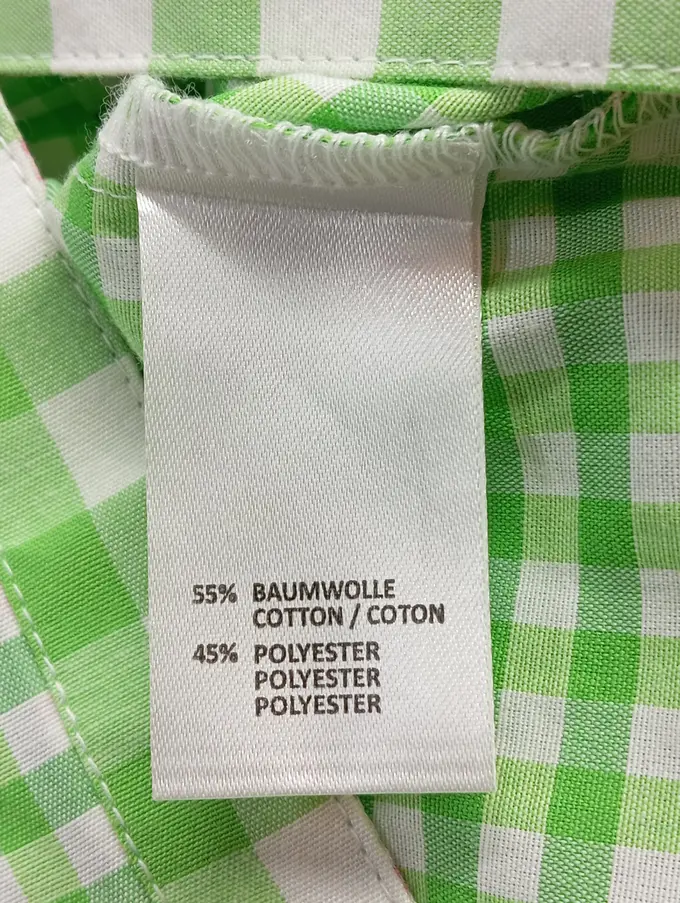 55% BAUMWOLLE
COTTON / COTON
45% POLYESTER
POLYESTER
POLYESTER